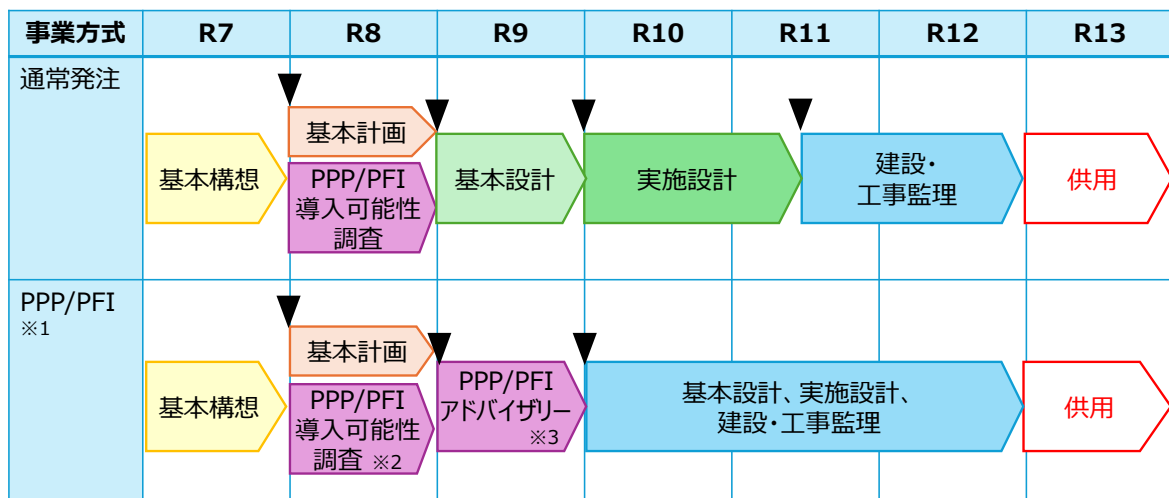 事業方式 R7 R8 R9 R10 R11 R12 R13
通常発注
基本構想
基本計画
PPP/PFI
導入可能性
調査
基本設計
実施設計
建設・
工事監理
供用
PPP/PFI
※1
基本構想
基本計画
PPP/PFI
導入可能性
調査 ※2
PPP/PFI
アドバイザリー
※3
基本設計、実施設計、
建設・工事監理
供用